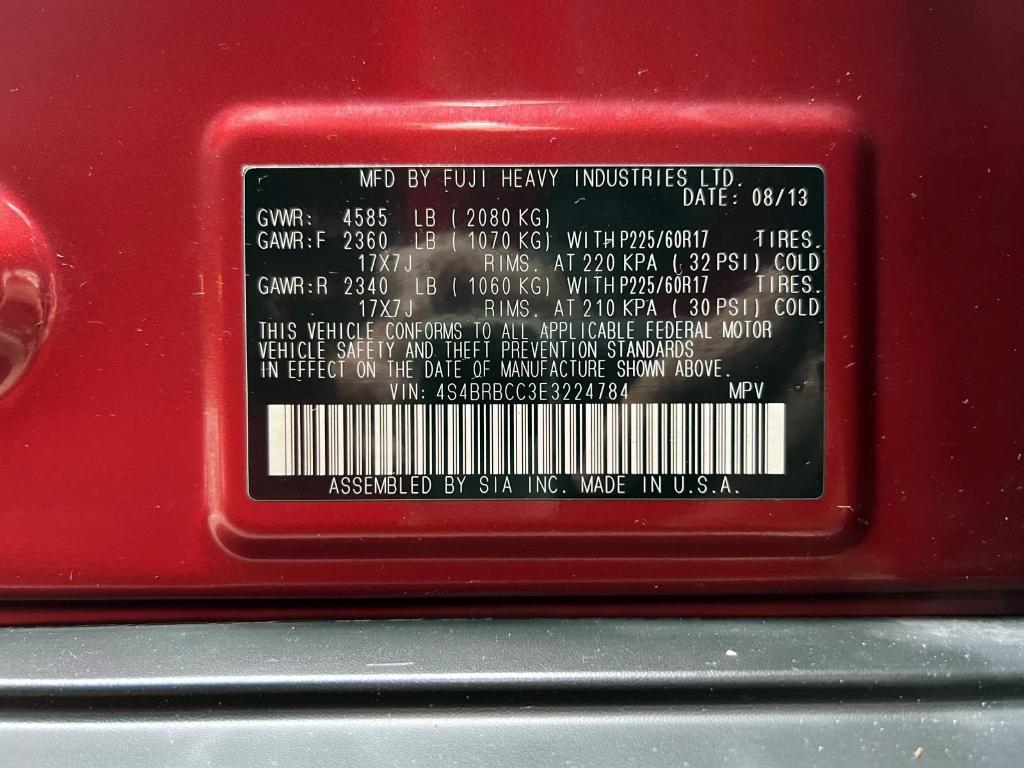 MFD BY FUJI HEAVY INDUSTRIES LTD.
DATE: 08/13
GVWR: 4585 LB ( 2080 KG)
GAWR:F 2360 LB ( 1070 KG) WITH P225/60R17 TIRES.
17X7J RIMS. AT 220 KPA ( 32 PSI) COLD
GAWR:R 2340 LB ( 1060 KG) WITH P225/60R17 TIRES.
17X7J RIMS. AT 210 KPA ( 30 PSI) COLD
THIS VEHICLE CONFORMS TO ALL APPLICABLE FEDERAL MOTOR
VEHICLE SAFETY AND THEFT PREVENTION STANDARDS
IN EFFECT ON THE DATE OF MANUFACTURE SHOWN ABOVE.
VIN: 4S4BRBCC3E3224784 MPV
ASSEMBLED BY SIA INC. MADE IN U.S.A.